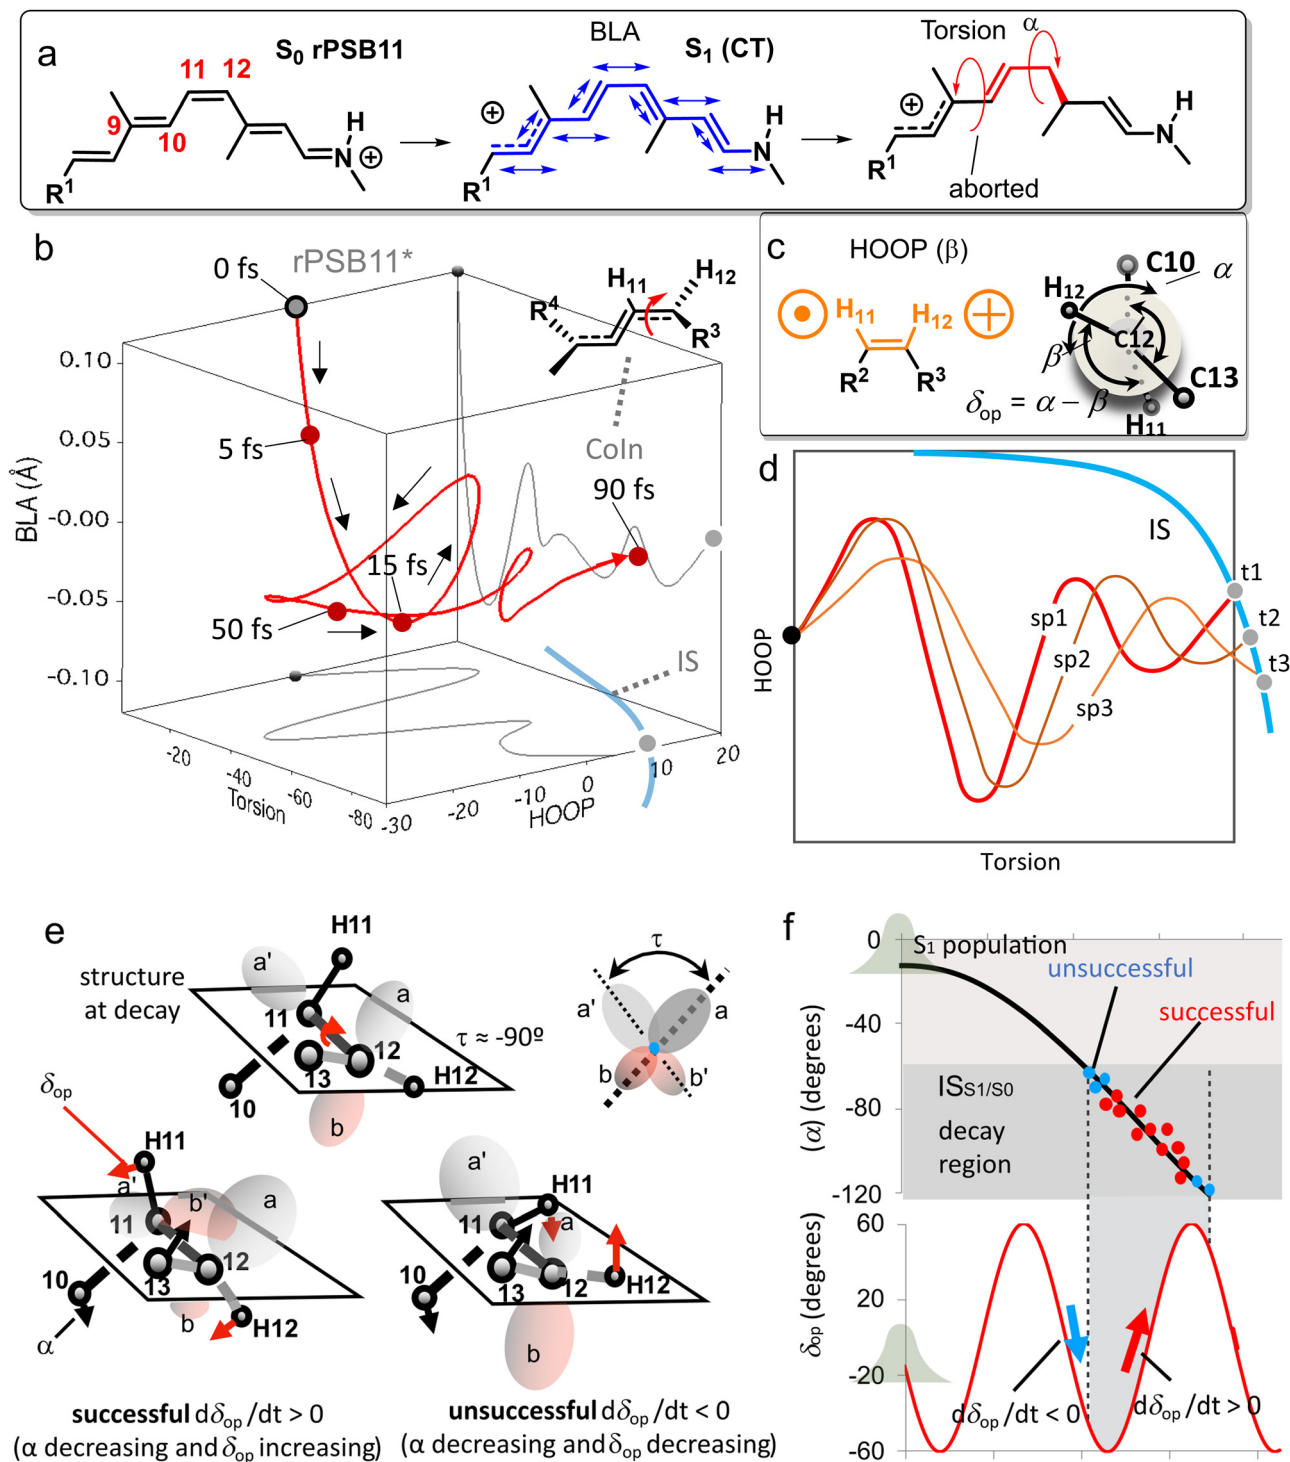 a
S0 rPSB11
BLA
S1 (CT)
Torsion
α
11
12
9
10
R1
H
N
⊕
⊕
R1
H
N
⊕
R1
H
N
aborted
b
rPSB11*
0 fs
5 fs
15 fs
50 fs
90 fs
H11
H12
R4
R3
CoIn
IS
BLA (Å)
0.10
0.05
-0.00
-0.05
-0.10
-20
-40
-60
-80
Torsion
-30
-20
-10
0
10
20
HOOP
c
HOOP (β)
H11
H12
R2
R3
C10
α
H12
C12
β
C13
H11
δop = α − β
d
IS
t1
t2
t3
sp1
sp2
sp3
HOOP
Torsion
e
structure
at decay
H11
a'
a
11
12
13
H12
10
b
τ ≈ -90º
τ
a'
a
b
b'
δop
H11
a'
b'
a
11
12
13
10
b
H12
α
a'
H11
a
11
12
13
10
H12
b
successful dδop/dt > 0
(α decreasing and δop increasing)
unsuccessful dδop/dt < 0
(α decreasing and δop decreasing)
f
S1 population
unsuccessful
successful
ISS1/S0
decay
region
(α) (degrees)
0
-40
-60
-80
-120
δop (degrees)
60
20
-20
-60
dδop/dt < 0
dδop/dt > 0